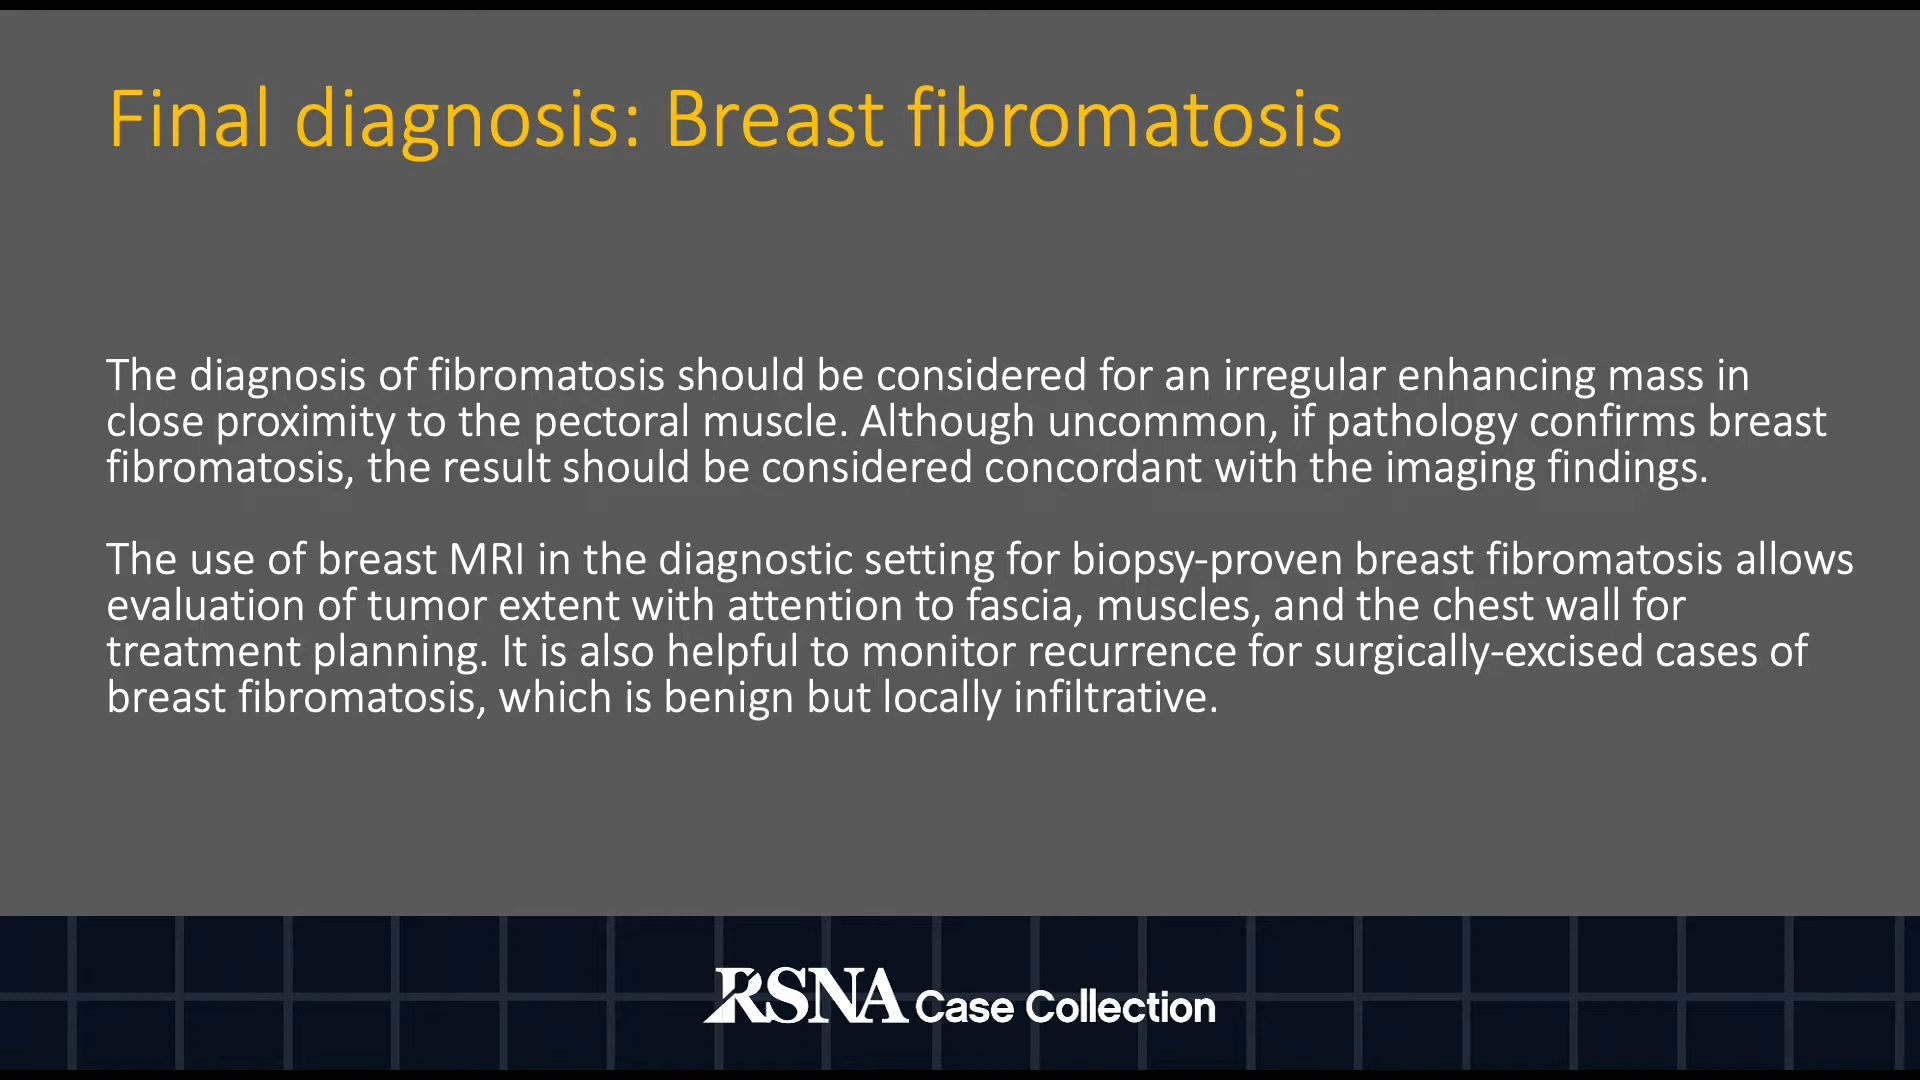 Final diagnosis: Breast fibromatosis
The diagnosis of fibromatosis should be considered for an irregular enhancing mass in
close proximity to the pectoral muscle. Although uncommon, if pathology confirms breast
fibromatosis, the result should be considered concordant with the imaging findings.
The use of breast MRI in the diagnostic setting for biopsy-proven breast fibromatosis allows
evaluation of tumor extent with attention to fascia, muscles, and the chest wall for
treatment planning. It is also helpful to monitor recurrence for surgically-excised cases of
breast fibromatosis, which is benign but locally infiltrative.
RSNA Case Collection